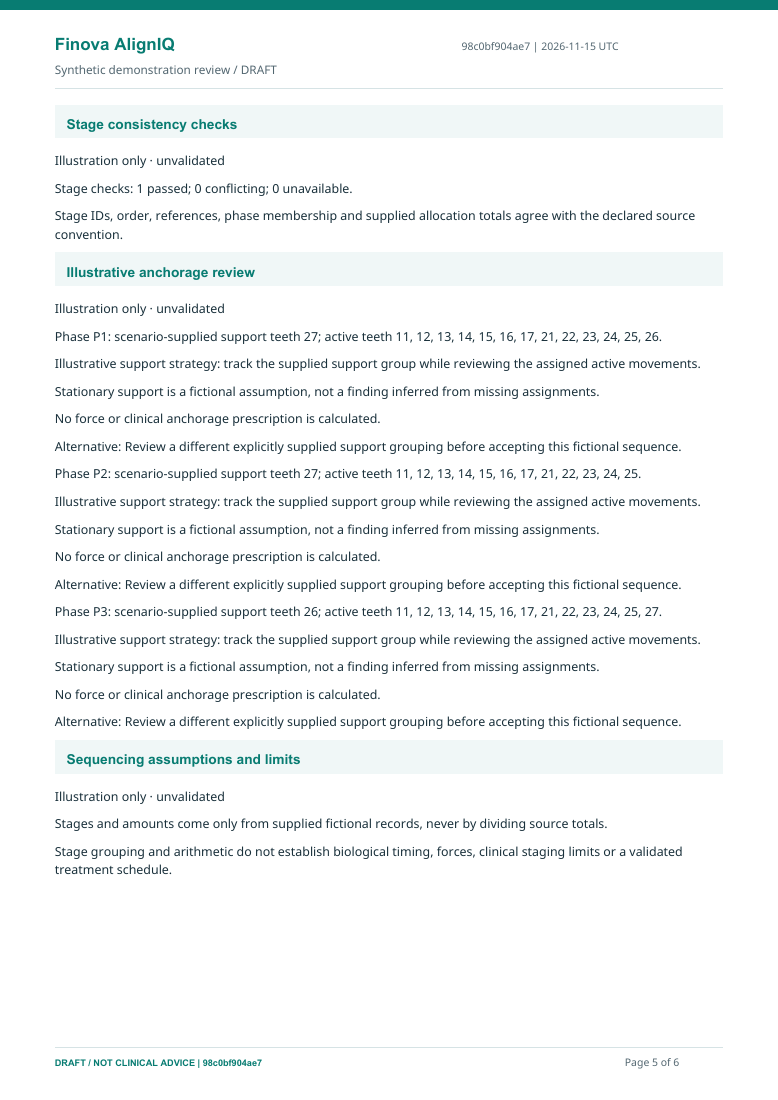 Finova AlignIQ
98c0bf904ae7 | 2026-11-15 UTC
Synthetic demonstration review / DRAFT
Stage consistency checks
Illustration only · unvalidated
Stage checks: 1 passed; 0 conflicting; 0 unavailable.
Stage IDs, order, references, phase membership and supplied allocation totals agree with the declared source
convention.
Illustrative anchorage review
Illustration only · unvalidated
Phase P1: scenario-supplied support teeth 27; active teeth 11, 12, 13, 14, 15, 16, 17, 21, 22, 23, 24, 25, 26.
Illustrative support strategy: track the supplied support group while reviewing the assigned active movements.
Stationary support is a fictional assumption, not a finding inferred from missing assignments.
No force or clinical anchorage prescription is calculated.
Alternative: Review a different explicitly supplied support grouping before accepting this fictional sequence.
Phase P2: scenario-supplied support teeth 27; active teeth 11, 12, 13, 14, 15, 16, 17, 21, 22, 23, 24, 25.
Illustrative support strategy: track the supplied support group while reviewing the assigned active movements.
Stationary support is a fictional assumption, not a finding inferred from missing assignments.
No force or clinical anchorage prescription is calculated.
Alternative: Review a different explicitly supplied support grouping before accepting this fictional sequence.
Phase P3: scenario-supplied support teeth 26; active teeth 11, 12, 13, 14, 15, 16, 17, 21, 22, 23, 24, 25, 27.
Illustrative support strategy: track the supplied support group while reviewing the assigned active movements.
Stationary support is a fictional assumption, not a finding inferred from missing assignments.
No force or clinical anchorage prescription is calculated.
Alternative: Review a different explicitly supplied support grouping before accepting this fictional sequence.
Sequencing assumptions and limits
Illustration only · unvalidated
Stages and amounts come only from supplied fictional records, never by dividing source totals.
Stage grouping and arithmetic do not establish biological timing, forces, clinical staging limits or a validated
treatment schedule.
DRAFT / NOT CLINICAL ADVICE | 98c0bf904ae7
Page 5 of 6